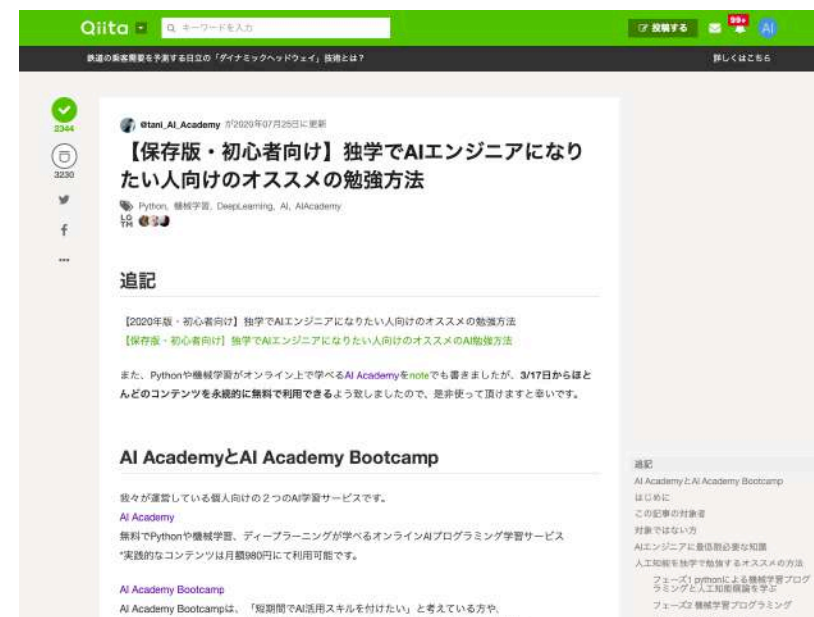 Qiita
キーワードを入力
投稿する
99+
AI
鉄道の乗客需要を予測する日立の「ダイナミックヘッドウェイ」技術とは？
詳しくはこちら
2344
3230
@tani_AI_Academy が2020年07月25日に更新
【保存版・初心者向け】独学でAIエンジニアになり
たい人向けのオススメの勉強方法
Python, 機械学習, DeepLearning, AI, AIAcademy
LGTM
追記
【2020年版・初心者向け】独学でAIエンジニアになりたい人向けのオススメの勉強方法
【保存版・初心者向け】独学でAIエンジニアになりたい人向けのオススメのAI勉強方法
また、Pythonや機械学習がオンライン上で学べるAI Academyをnoteでも書きましたが、3/17日からほと
んどのコンテンツを永続的に無料で利用できるよう致しましたので、是非使って頂けますと幸いです。
AI AcademyとAI Academy Bootcamp
我々が運営している個人向けの２つのAI学習サービスです。
AI Academy
無料でPythonや機械学習、ディープラーニングが学べるオンラインAIプログラミング学習サービス
*実践的なコンテンツは月額980円にて利用可能です。
AI Academy Bootcamp
AI Academy Bootcampは、「短期間でAI活用スキルを付けたい」と考えている方や、
追記
AI AcademyとAI Academy Bootcamp
はじめに
この記事の対象者
対象ではない方
AIエンジニアに最低限必要な知識
人工知能を独学で勉強するオススメの方法
フェーズ1 pythonによる機械学習プログ
ラミングと人工知能概論を学ぶ
フェーズ2 機械学習プログラミング